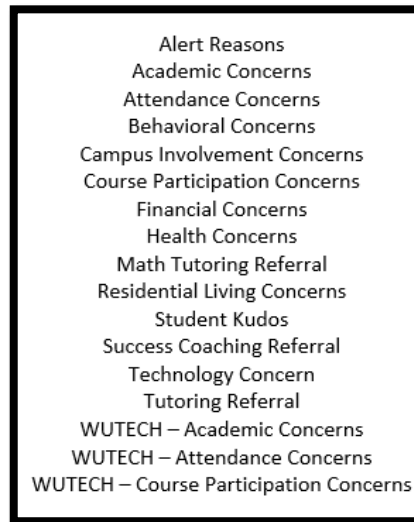 Alert Reasons
Academic Concerns
Attendance Concerns
Behavioral Concerns
Campus Involvement Concerns
Course Participation Concerns
Financial Concerns
Health Concerns
Math Tutoring Referral
Residential Living Concerns
Student Kudos
Success Coaching Referral
Technology Concern
Tutoring Referral
WUTECH – Academic Concerns
WUTECH – Attendance Concerns
WUTECH – Course Participation Concerns